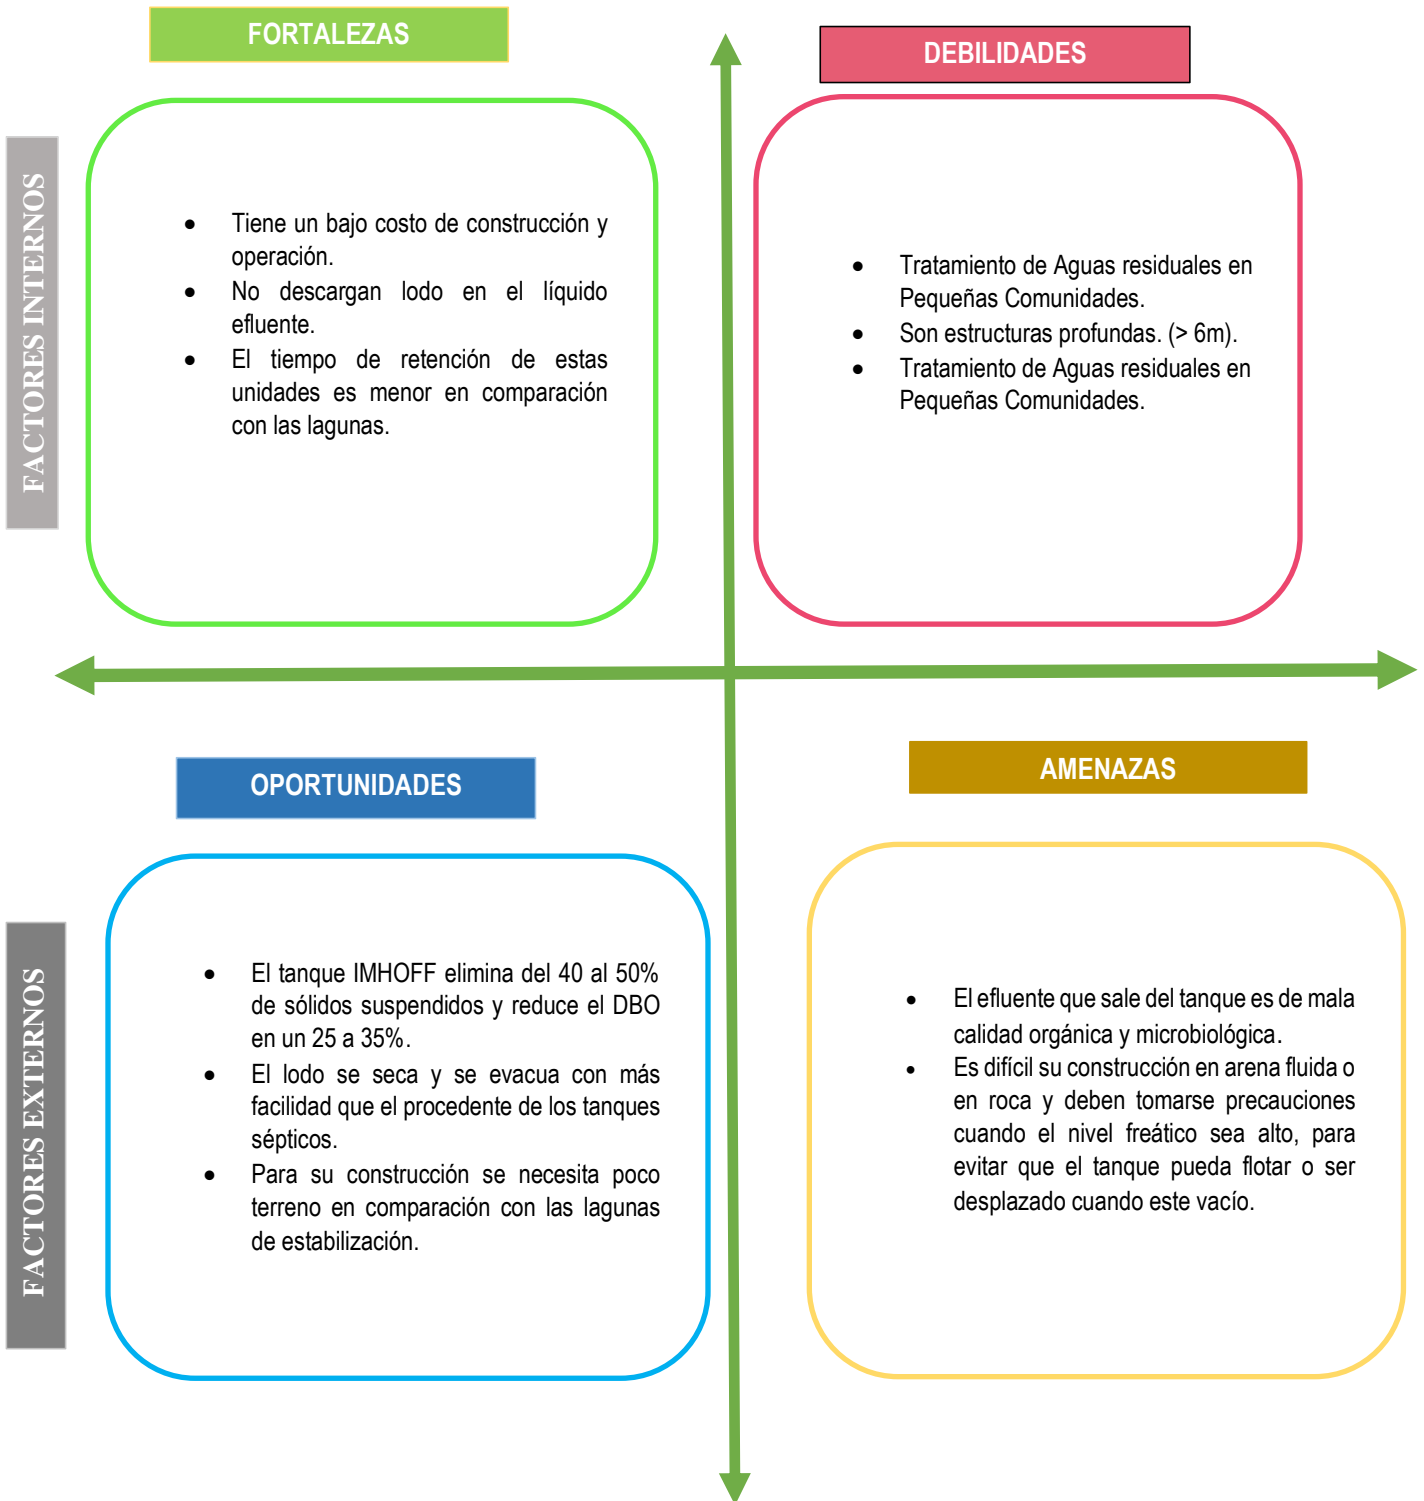 FORTALEZAS
DEBILIDADES
FACTORES INTERNOS
• Tiene un bajo costo de construcción y
operación.
• No descargan lodo en el líquido
efluente.
• El tiempo de retención de estas
unidades es menor en comparación
con las lagunas.
• Tratamiento de Aguas residuales en
Pequeñas Comunidades.
• Son estructuras profundas. (> 6m).
• Tratamiento de Aguas residuales en
Pequeñas Comunidades.
OPORTUNIDADES
AMENAZAS
FACTORES EXTERNOS
• El tanque IMHOFF elimina del 40 al 50%
de sólidos suspendidos y reduce el DBO
en un 25 a 35%.
• El lodo se seca y se evacua con más
facilidad que el procedente de los tanques
sépticos.
• Para su construcción se necesita poco
terreno en comparación con las lagunas
de estabilización.
• El efluente que sale del tanque es de mala
calidad orgánica y microbiológica.
• Es difícil su construcción en arena fluida o
en roca y deben tomarse precauciones
cuando el nivel freático sea alto, para
evitar que el tanque pueda flotar o ser
desplazado cuando este vacío.